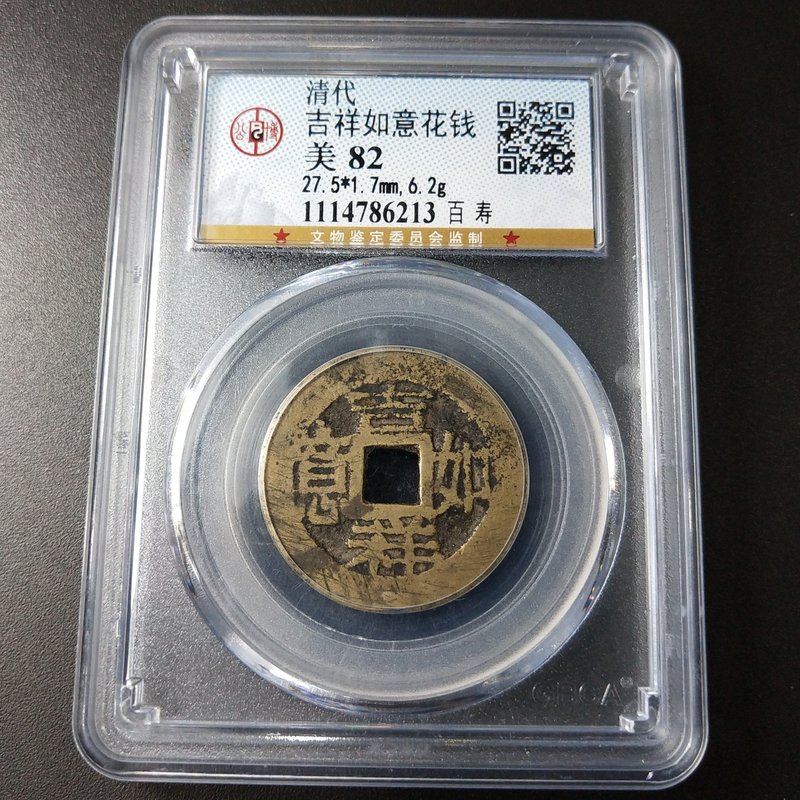 清代
吉祥如意花钱
美 82
27.5*1.7mm,6.2g
1114786213 百 寿
文物鉴定委员会监制
吉
意 如
祥
GBCA®